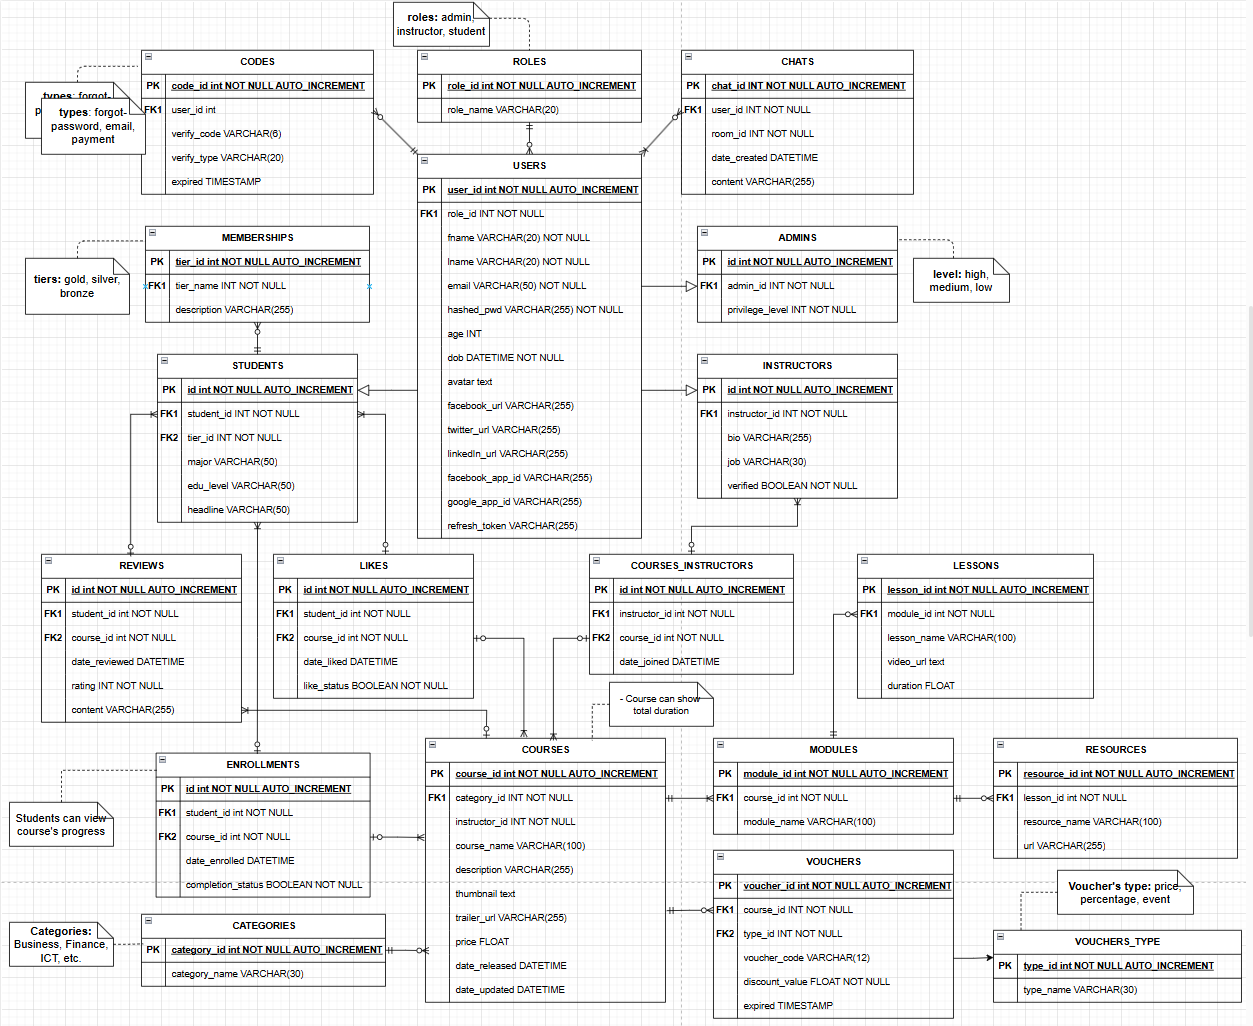 roles: admin,
instructor, student
CODES
PK code_id int NOT NULL AUTO_INCREMENT
FK1 user_id int
verify_code VARCHAR(6)
verify_type VARCHAR(20)
expired TIMESTAMP
types: forgot-
p
types: forgot-
password, email,
payment
ROLES
PK role_id int NOT NULL AUTO_INCREMENT
role_name VARCHAR(20)
CHATS
PK chat_id int NOT NULL AUTO_INCREMENT
FK1 user_id INT NOT NULL
room_id INT NOT NULL
date_created DATETIME
content VARCHAR(255)
USERS
PK user_id int NOT NULL AUTO_INCREMENT
FK1 role_id INT NOT NULL
fname VARCHAR(20) NOT NULL
lname VARCHAR(20) NOT NULL
email VARCHAR(50) NOT NULL
hashed_pwd VARCHAR(255) NOT NULL
age INT
dob DATETIME NOT NULL
avatar text
facebook_url VARCHAR(255)
twitter_url VARCHAR(255)
linkedIn_url VARCHAR(255)
facebook_app_id VARCHAR(255)
google_app_id VARCHAR(255)
refresh_token VARCHAR(255)
MEMBERSHIPS
PK tier_id int NOT NULL AUTO_INCREMENT
FK1 tier_name INT NOT NULL
description VARCHAR(255)
tiers: gold, silver,
bronze
ADMINS
PK id int NOT NULL AUTO_INCREMENT
FK1 admin_id INT NOT NULL
privilege_level INT NOT NULL
level: high,
medium, low
STUDENTS
PK id int NOT NULL AUTO_INCREMENT
FK1 student_id INT NOT NULL
FK2 tier_id INT NOT NULL
major VARCHAR(50)
edu_level VARCHAR(50)
headline VARCHAR(50)
INSTRUCTORS
PK id int NOT NULL AUTO_INCREMENT
FK1 instructor_id INT NOT NULL
bio VARCHAR(255)
job VARCHAR(30)
verified BOOLEAN NOT NULL
REVIEWS
PK id int NOT NULL AUTO_INCREMENT
FK1 student_id int NOT NULL
FK2 course_id int NOT NULL
date_reviewed DATETIME
rating INT NOT NULL
content VARCHAR(255)
LIKES
PK id int NOT NULL AUTO_INCREMENT
FK1 student_id int NOT NULL
FK2 course_id int NOT NULL
date_liked DATETIME
like_status BOOLEAN NOT NULL
COURSES_INSTRUCTORS
PK id int NOT NULL AUTO_INCREMENT
FK1 instructor_id int NOT NULL
FK2 course_id int NOT NULL
date_joined DATETIME
LESSONS
PK lesson_id int NOT NULL AUTO_INCREMENT
FK1 module_id int NOT NULL
lesson_name VARCHAR(100)
video_url text
duration FLOAT
- Course can show
total duration
ENROLLMENTS
PK id int NOT NULL AUTO_INCREMENT
FK1 student_id int NOT NULL
FK2 course_id int NOT NULL
date_enrolled DATETIME
completion_status BOOLEAN NOT NULL
Students can view
course's progress
COURSES
PK course_id int NOT NULL AUTO_INCREMENT
FK1 category_id INT NOT NULL
instructor_id INT NOT NULL
course_name VARCHAR(100)
description VARCHAR(255)
thumbnail text
trailer_url VARCHAR(255)
price FLOAT
date_released DATETIME
date_updated DATETIME
MODULES
PK module_id int NOT NULL AUTO_INCREMENT
FK1 course_id int NOT NULL
module_name VARCHAR(100)
RESOURCES
PK resource_id int NOT NULL AUTO_INCREMENT
FK1 lesson_id int NOT NULL
resource_name VARCHAR(100)
url VARCHAR(255)
VOUCHERS
PK voucher_id int NOT NULL AUTO_INCREMENT
FK1 course_id INT NOT NULL
FK2 type_id INT NOT NULL
voucher_code VARCHAR(12)
discount_value FLOAT NOT NULL
expired TIMESTAMP
Voucher's type: price,
percentage, event
CATEGORIES
PK category_id int NOT NULL AUTO_INCREMENT
category_name VARCHAR(30)
Categories:
Business, Finance,
ICT, etc.
VOUCHERS_TYPE
PK type_id int NOT NULL AUTO_INCREMENT
type_name VARCHAR(30)